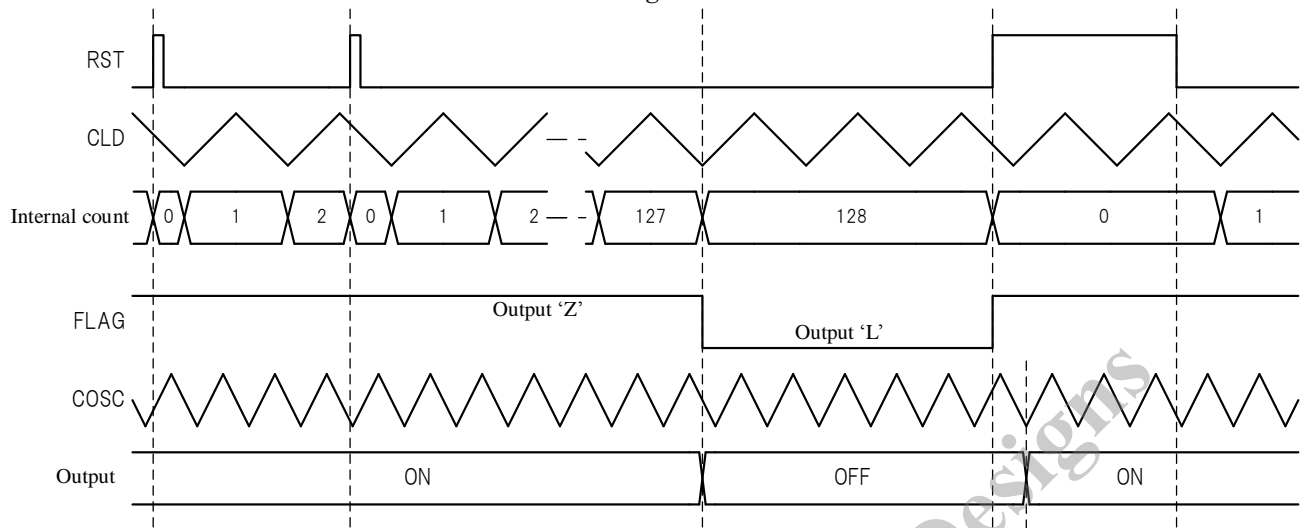 RST
CLD
Internal count 0 1 2 0 1 2 127 128 0 1
Output ‘Z’
FLAG
Output ‘L’
COSC
Output ON OFF ON
Designs